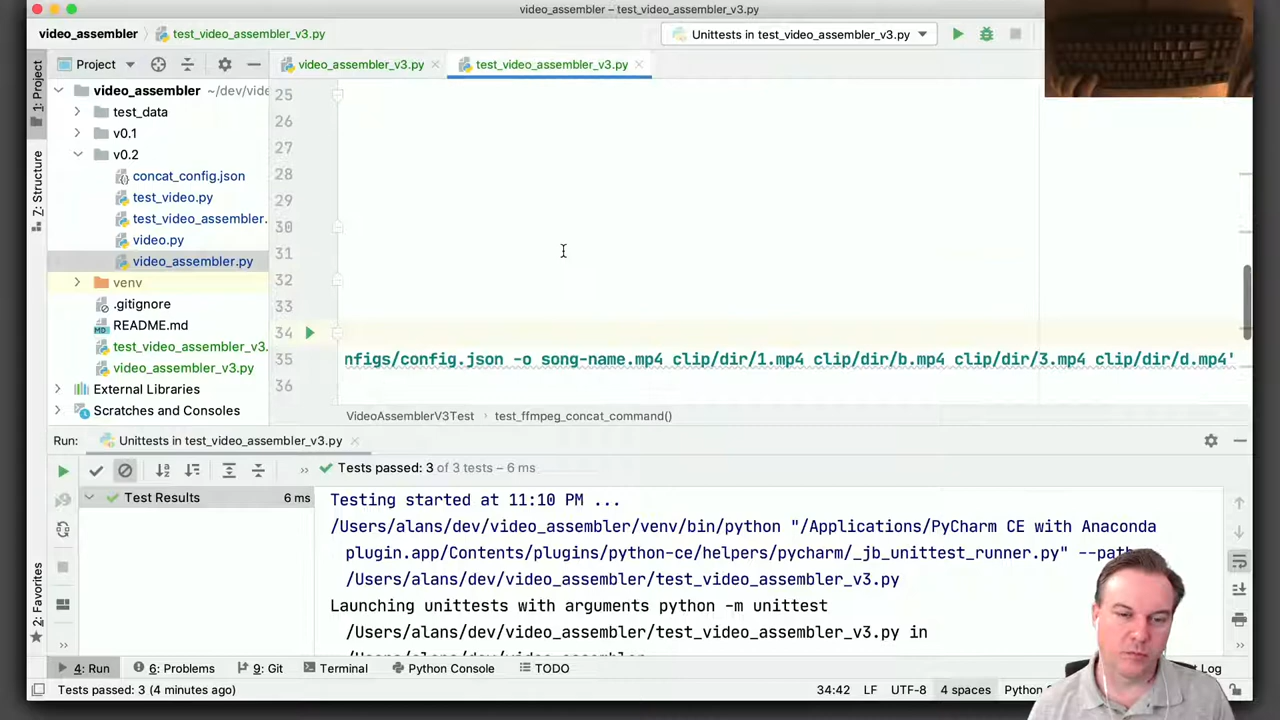 video_assembler – test_video_assembler_v3.py
video_assembler
test_video_assembler_v3.py
Unittests in test_video_assembler_v3.py
Project
video_assembler_v3.py
test_video_assembler_v3.py
1: Project
Z: Structure
2: Favorites
video_assembler ~/dev/vide
test_data
v0.1
v0.2
concat_config.json
test_video.py
test_video_assembler.
video.py
video_assembler.py
venv
.gitignore
README.md
test_video_assembler_v3.
video_assembler_v3.py
External Libraries
Scratches and Consoles
25
26
27
28
29
30
31
32
33
34
35 nfigs/config.json -o song-name.mp4 clip/dir/1.mp4 clip/dir/b.mp4 clip/dir/3.mp4 clip/dir/d.mp4'
36
VideoAssemblerV3Test › test_ffmpeg_concat_command()
Run: Unittests in test_video_assembler_v3.py
Tests passed: 3 of 3 tests – 6 ms
Test Results 6 ms
Testing started at 11:10 PM ...
/Users/alans/dev/video_assembler/venv/bin/python "/Applications/PyCharm CE with Anaconda
plugin.app/Contents/plugins/python-ce/helpers/pycharm/_jb_unittest_runner.py" --path
/Users/alans/dev/video_assembler/test_video_assembler_v3.py
Launching unittests with arguments python -m unittest
/Users/alans/dev/video_assembler/test_video_assembler_v3.py in
4: Run 6: Problems 9: Git Terminal Python Console TODO Log
Tests passed: 3 (4 minutes ago) 34:42 LF UTF-8 4 spaces Python